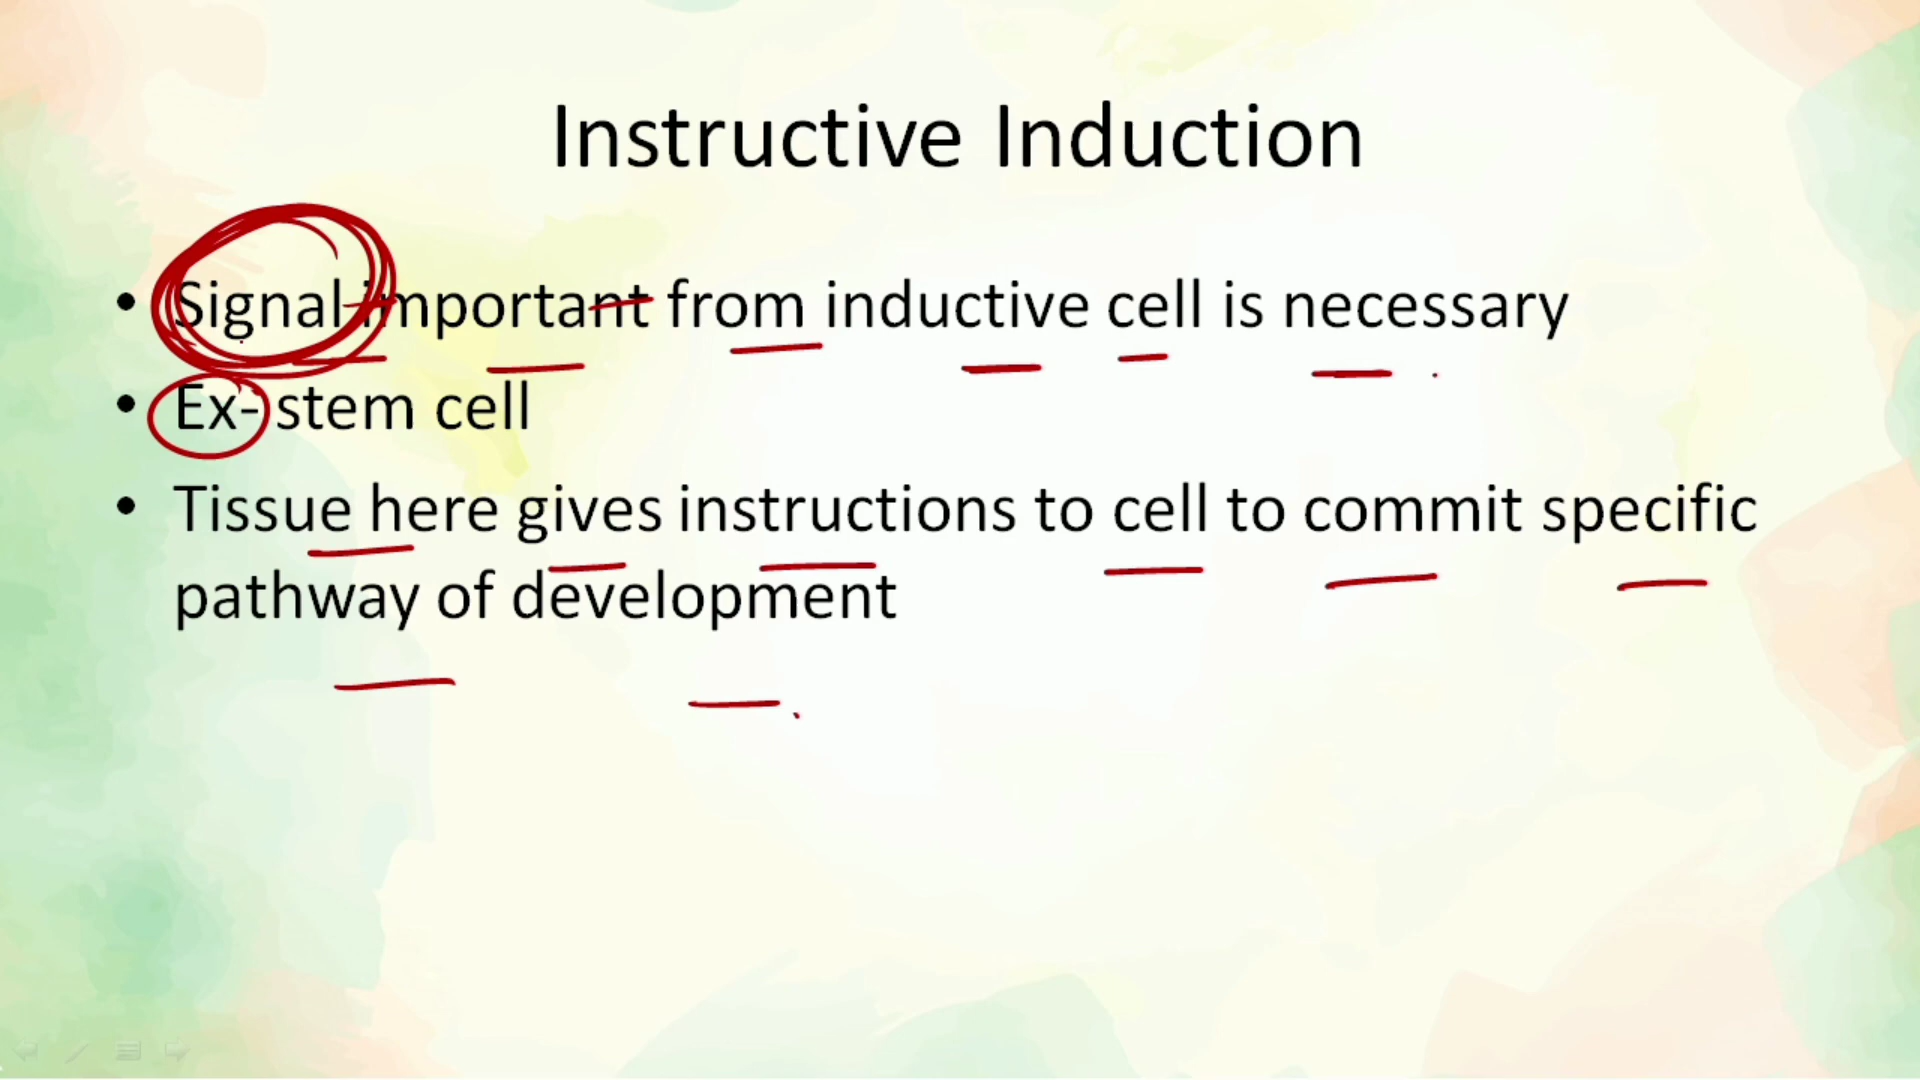 Instructive Induction
• Signal important from inductive cell is necessary
• Ex- stem cell
• Tissue here gives instructions to cell to commit specific
pathway of development